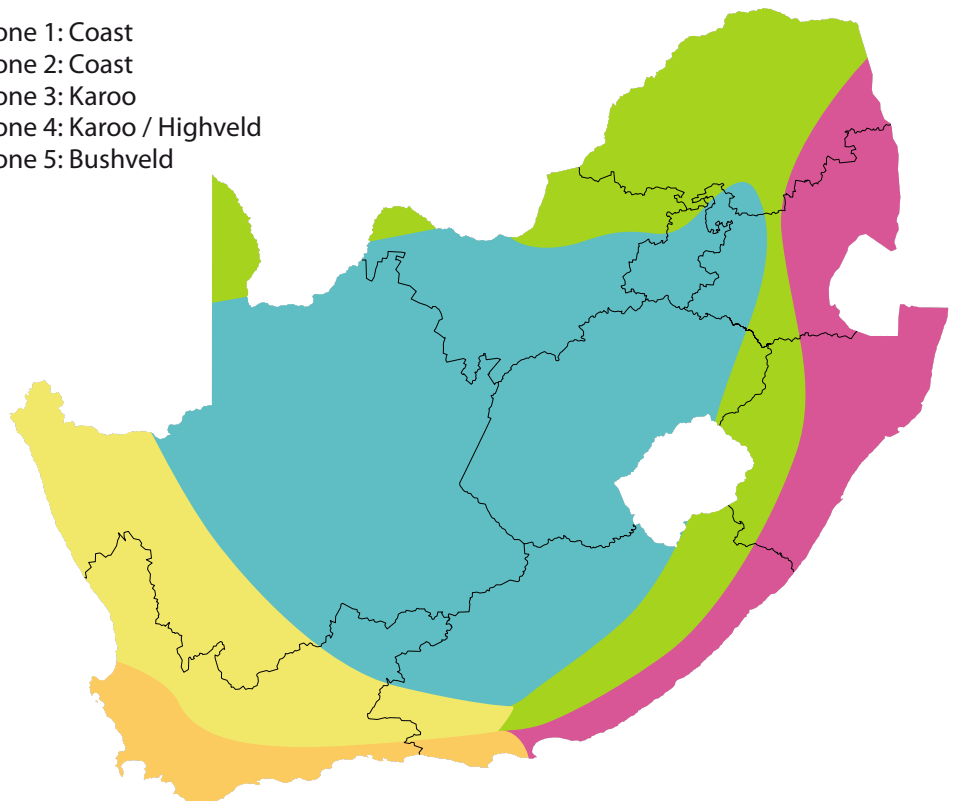 one 1: Coast
one 2: Coast
one 3: Karoo
one 4: Karoo / Highveld
one 5: Bushveld